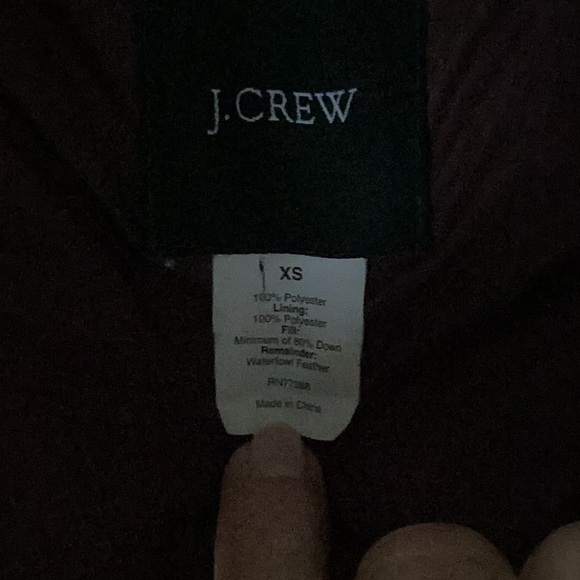 J.CREW
XS
100% Polyester
Lining:
100% Polyester
Fill:
Minimum of 80% Down
Remainder:
Waterfowl Feather
Made in China